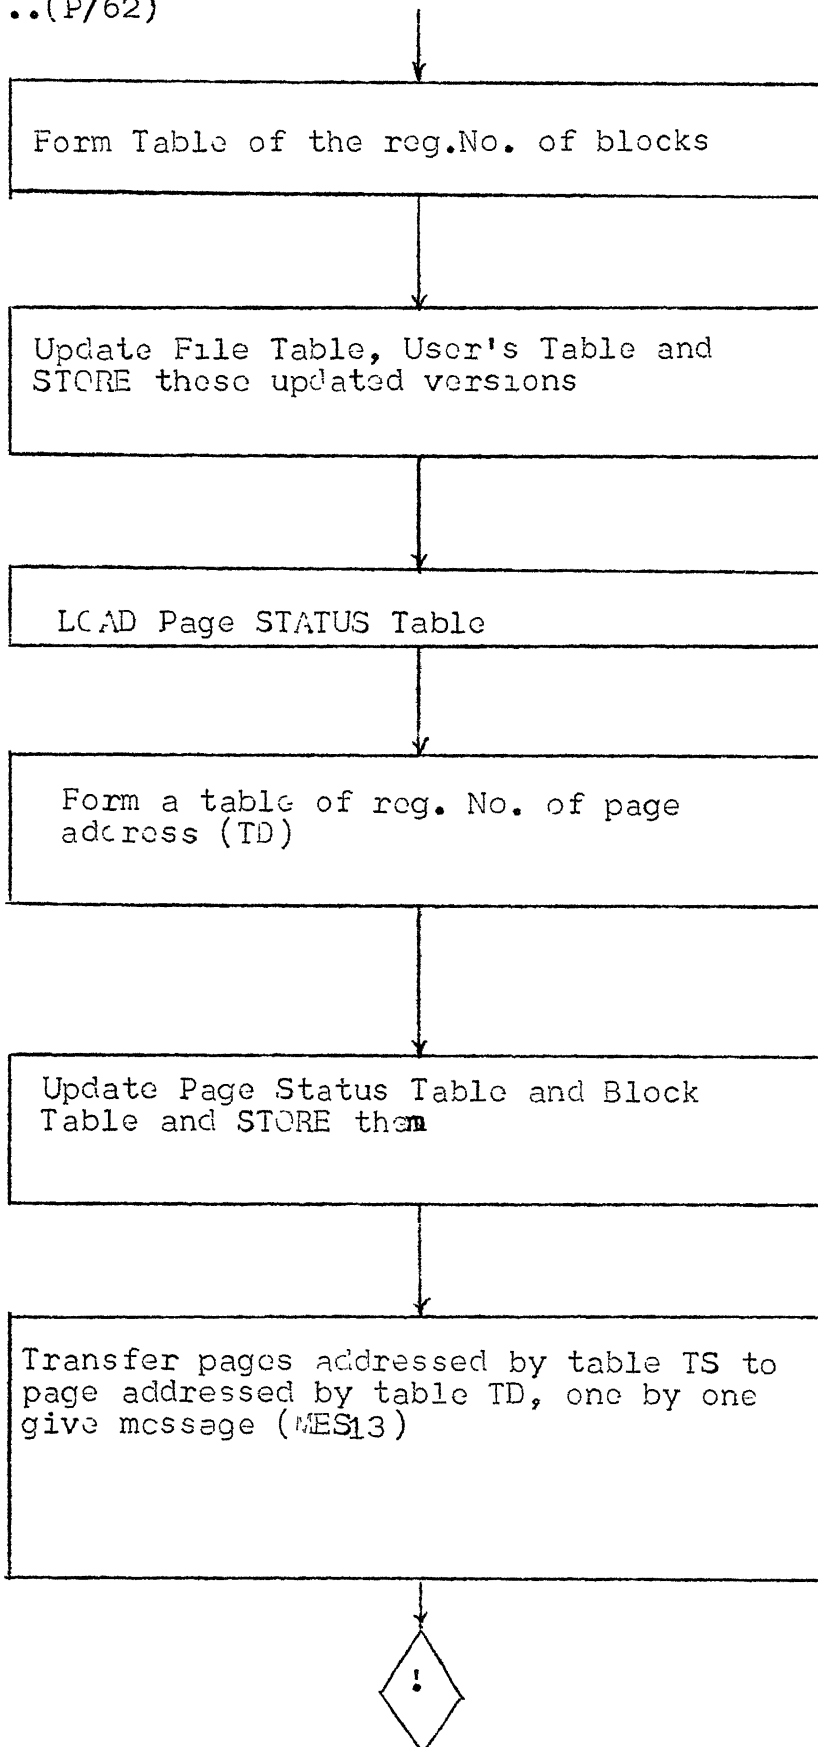 ..(P/62)
Form Table of the reg.No. of blocks
Update File Table, User's Table and
STORE these updated versions
LOAD Page STATUS Table
Form a table of reg. No. of page
address (TD)
Update Page Status Table and Block
Table and STORE them
Transfer pages addressed by table TS to
page addressed by table TD, one by one
give message (MES13)
!